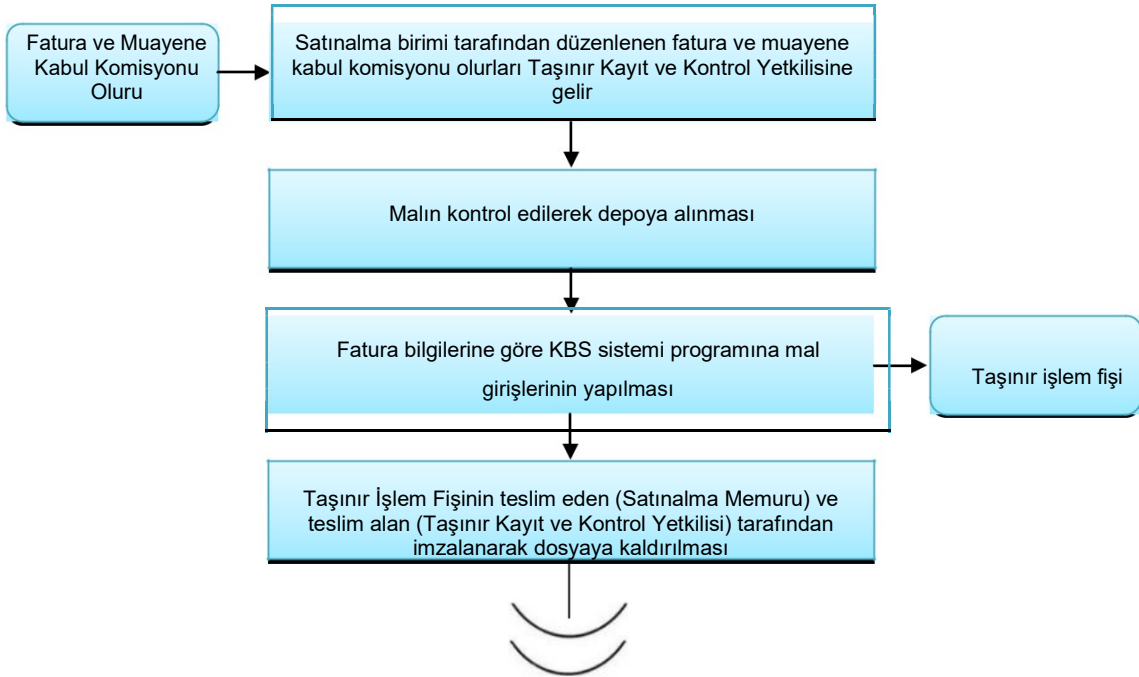 Fatura ve Muayene
Kabul Komisyonu
Oluru
Satınalma birimi tarafından düzenlenen fatura ve muayene
kabul komisyonu olurları Taşınır Kayıt ve Kontrol Yetkilisine
gelir
Malın kontrol edilerek depoya alınması
Fatura bilgilerine göre KBS sistemi programına mal
girişlerinin yapılması
Taşınır işlem fişi
Taşınır İşlem Fişinin teslim eden (Satınalma Memuru) ve
teslim alan (Taşınır Kayıt ve Kontrol Yetkilisi) tarafından
imzalanarak dosyaya kaldırılması